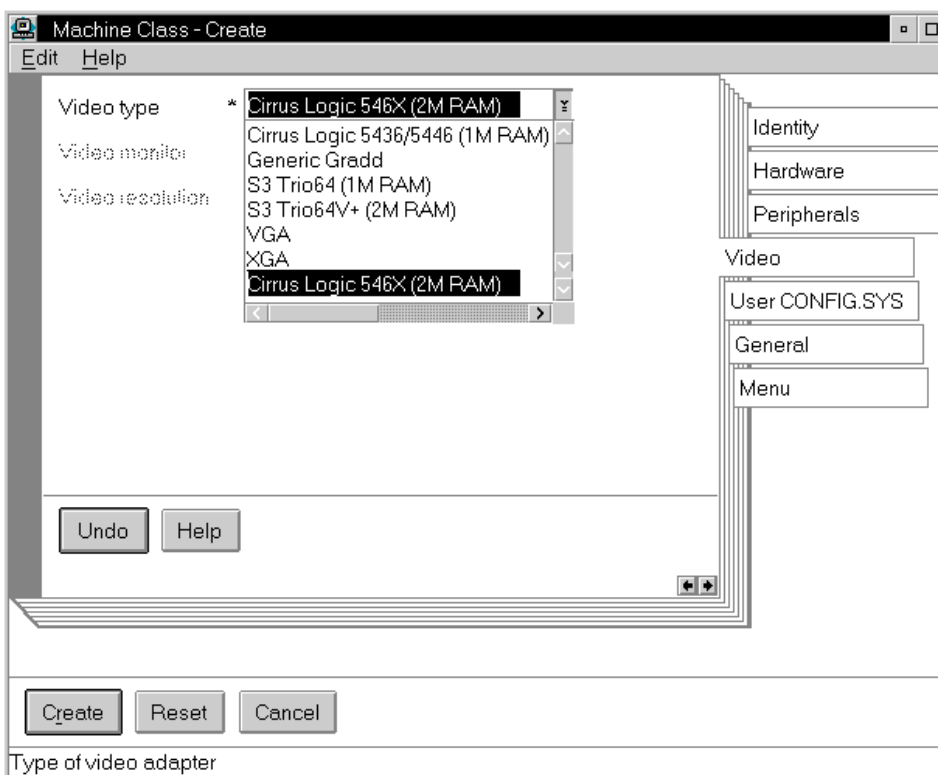 Machine Class - Create
Edit Help
Video type * Cirrus Logic 546X (2M RAM)
Cirrus Logic 5436/5446 (1M RAM)
Generic Gradd
S3 Trio64 (1M RAM)
S3 Trio64V+ (2M RAM)
VGA
XGA
Cirrus Logic 546X (2M RAM)
Video monitor
Video resolution
Identity
Hardware
Peripherals
Video
User CONFIG.SYS
General
Menu
Undo Help
Create Reset Cancel
Type of video adapter